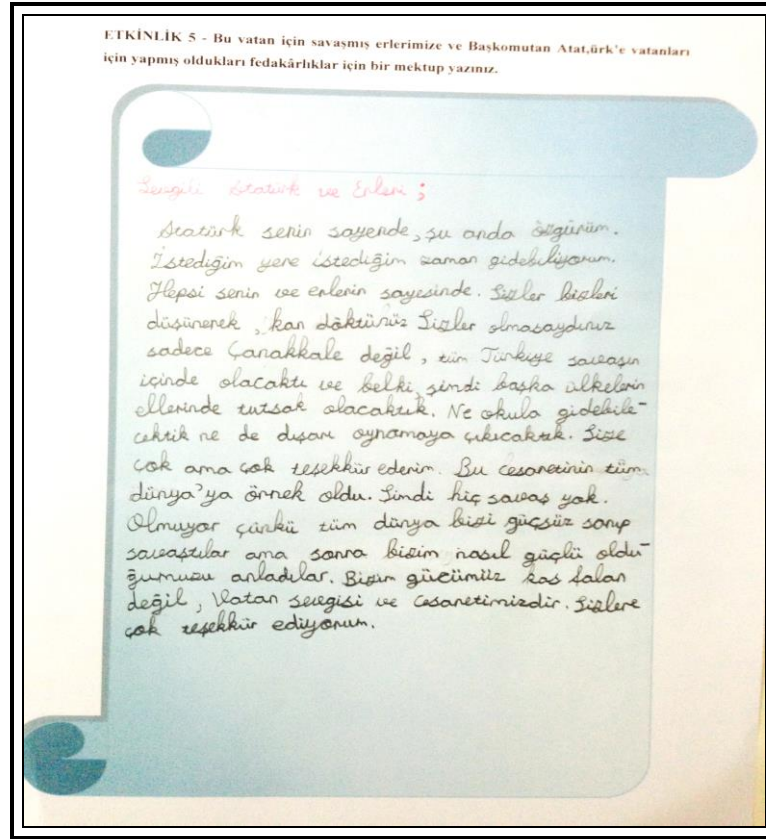 ETKİNLİK 5 - Bu vatan için savaşmış erlerimize ve Başkomutan Atat,ürk'e vatanları
için yapmış oldukları fedakârlıklar için bir mektup yazınız.
Sevgili Atatürk ve Erleri ;
Atatürk senin sayende, şu anda özgürüm.
İstediğim yere istediğim zaman gidebiliyorum.
Hepsi senin ve erlerin sayesinde. Sizler bizleri
düşünerek, kan döktünüz Sizler olmasaydınız
sadece Çanakkale değil, tüm Türkiye savaşın
içinde olacaktı ve belki şimdi başka ülkelerin
ellerinde tutsak olacaktık. Ne okula gidebile-
cektik ne de dışarı oynamaya çıkıcaktık. Size
çok ama çok teşekkür ederim. Bu cesaretinin tüm
dünya'ya örnek oldu. Şimdi hiç savaş yok.
Olmuyor çünkü tüm dünya bizi güçsüz sanıp
savaştılar ama sonra bizim nasıl güçlü oldu-
ğumuzu anladılar. Bizim gücümüz kas falan
değil, Vatan sevgisi ve cesaretimizdir. Sizlere
çok teşekkür ediyorum.